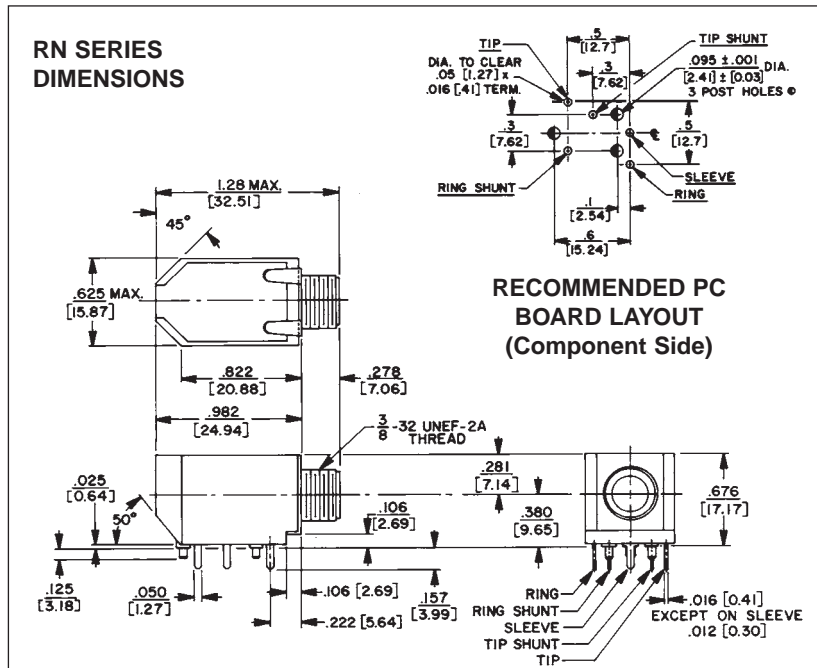 RN SERIES
DIMENSIONS
TIP
DIA. TO CLEAR
.05 [1.27] x
.016 [.41] TERM.
.5
[12.7]
.3
[7.62]
TIP SHUNT
.095 ±.001 DIA.
[2.41] ± [0.03]
3 POST HOLES
.3
[7.62]
.5
[12.7]
RING SHUNT
SLEEVE
RING
.1
[2.54]
.6
[15.24]
RECOMMENDED PC
BOARD LAYOUT
(Component Side)
1.28 MAX.
[32.51]
45°
.625 MAX.
[15.87]
.822
[20.88]
.278
[7.06]
.982
[24.94]
3/8 -32 UNEF-2A
THREAD
.025
[0.64]
50°
.125
[3.18]
.050
[1.27]
.106
[2.69]
.106 [2.69]
.222 [5.64]
.157
[3.99]
.281
[7.14]
.380
[9.65]
.676
[17.17]
RING
RING SHUNT
SLEEVE
TIP SHUNT
TIP
.016 [0.41]
EXCEPT ON SLEEVE
.012 [0.30]